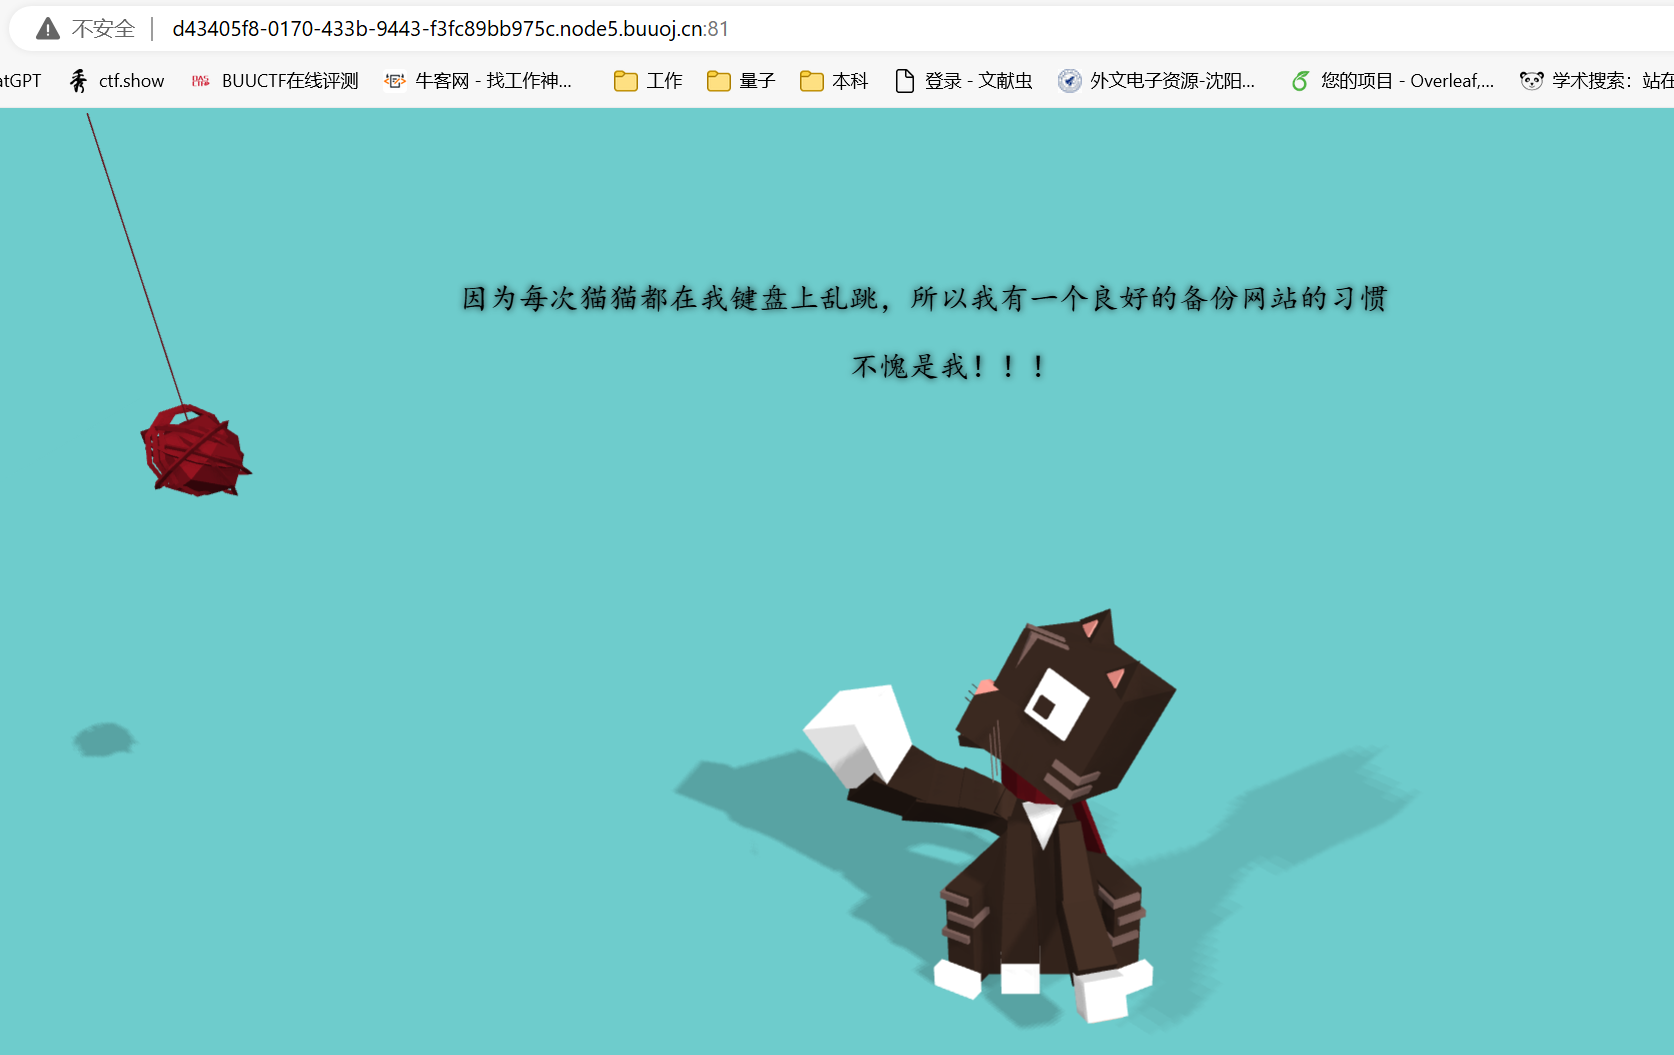 不安全 d43405f8-0170-433b-9443-f3fc89bb975c.node5.buuoj.cn:81
atGPT ctf.show BUUCTF在线评测 牛客网 - 找工作神... 工作 量子 本科 登录 - 文献虫 外文电子资源-沈阳... 您的项目 - Overleaf,... 学术搜索：站在
因为每次猫猫都在我键盘上乱跳，所以我有一个良好的备份网站的习惯
不愧是我！！！